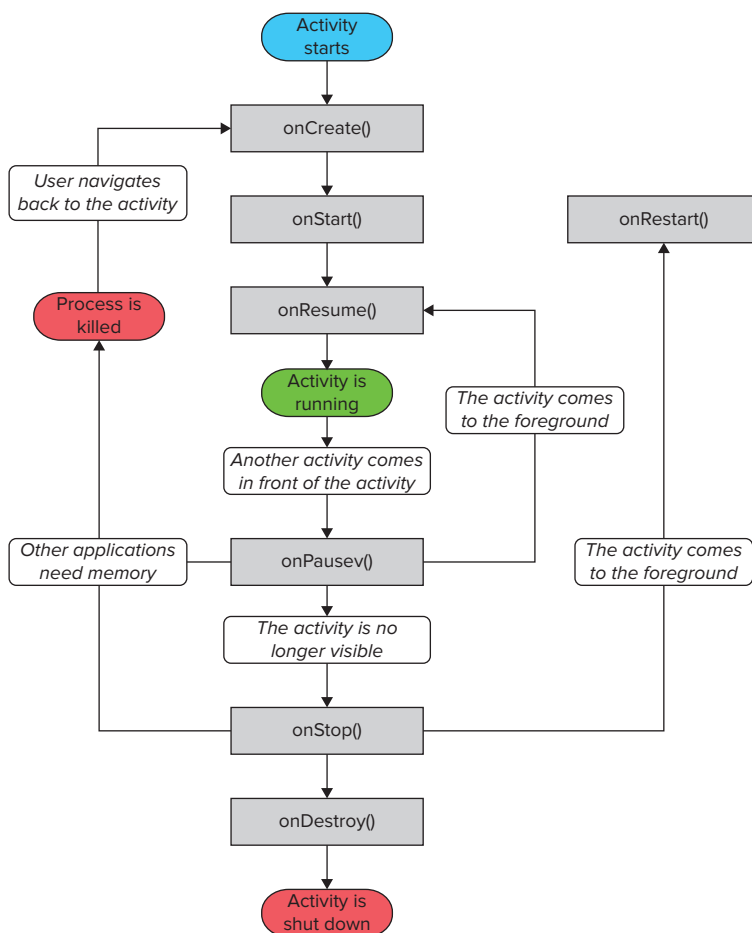 Activity
starts
onCreate()
User navigates
back to the activity
onStart()
onRestart()
Process is
killed
onResume()
Activity is
running
The activity comes
to the foreground
Another activity comes
in front of the activity
Other applications
need memory
onPausev()
The activity comes
to the foreground
The activity is no
longer visible
onStop()
onDestroy()
Activity is
shut down